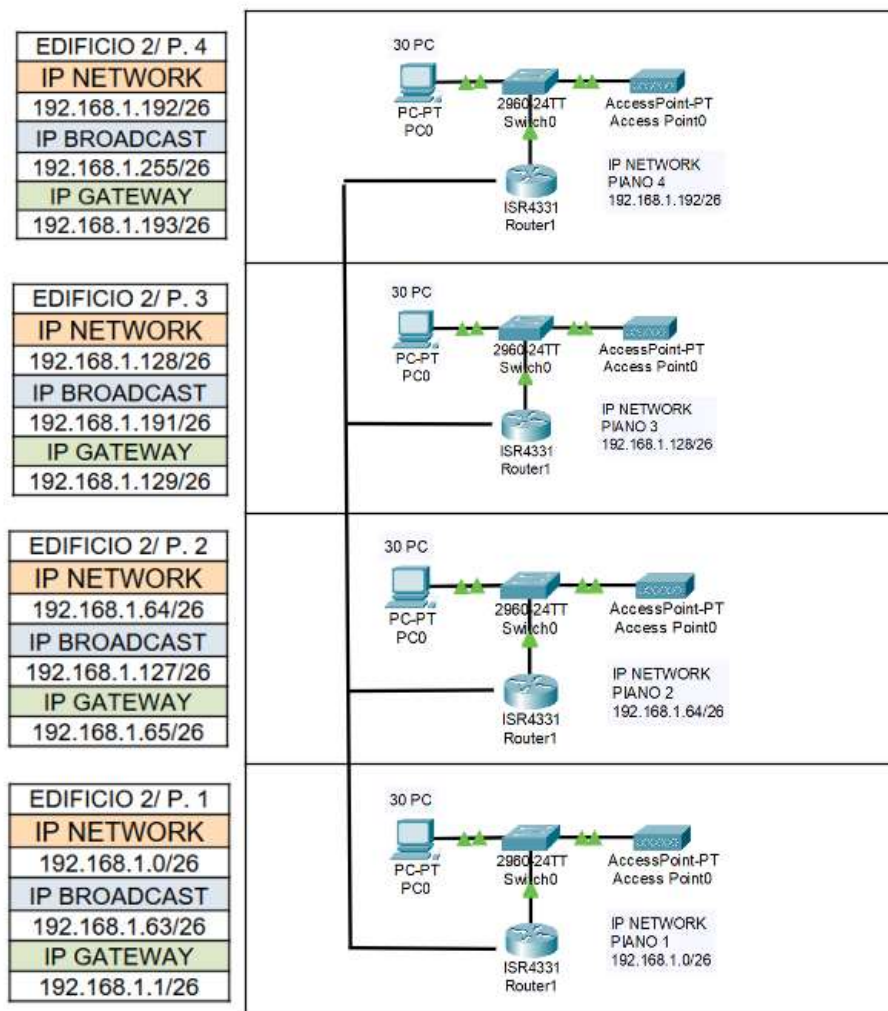 EDIFICIO 2/ P. 4
IP NETWORK
192.168.1.192/26
IP BROADCAST
192.168.1.255/26
IP GATEWAY
192.168.1.193/26
30 PC
PC-PT
PC0
2960-24TT
Switch0
AccessPoint-PT
Access Point0
ISR4331
Router1
IP NETWORK
PIANO 4
192.168.1.192/26
EDIFICIO 2/ P. 3
IP NETWORK
192.168.1.128/26
IP BROADCAST
192.168.1.191/26
IP GATEWAY
192.168.1.129/26
30 PC
PC-PT
PC0
2960-24TT
Switch0
AccessPoint-PT
Access Point0
ISR4331
Router1
IP NETWORK
PIANO 3
192.168.1.128/26
EDIFICIO 2/ P. 2
IP NETWORK
192.168.1.64/26
IP BROADCAST
192.168.1.127/26
IP GATEWAY
192.168.1.65/26
30 PC
PC-PT
PC0
2960-24TT
Switch0
AccessPoint-PT
Access Point0
ISR4331
Router1
IP NETWORK
PIANO 2
192.168.1.64/26
EDIFICIO 2/ P. 1
IP NETWORK
192.168.1.0/26
IP BROADCAST
192.168.1.63/26
IP GATEWAY
192.168.1.1/26
30 PC
PC-PT
PC0
2960-24TT
Switch0
AccessPoint-PT
Access Point0
ISR4331
Router1
IP NETWORK
PIANO 1
192.168.1.0/26